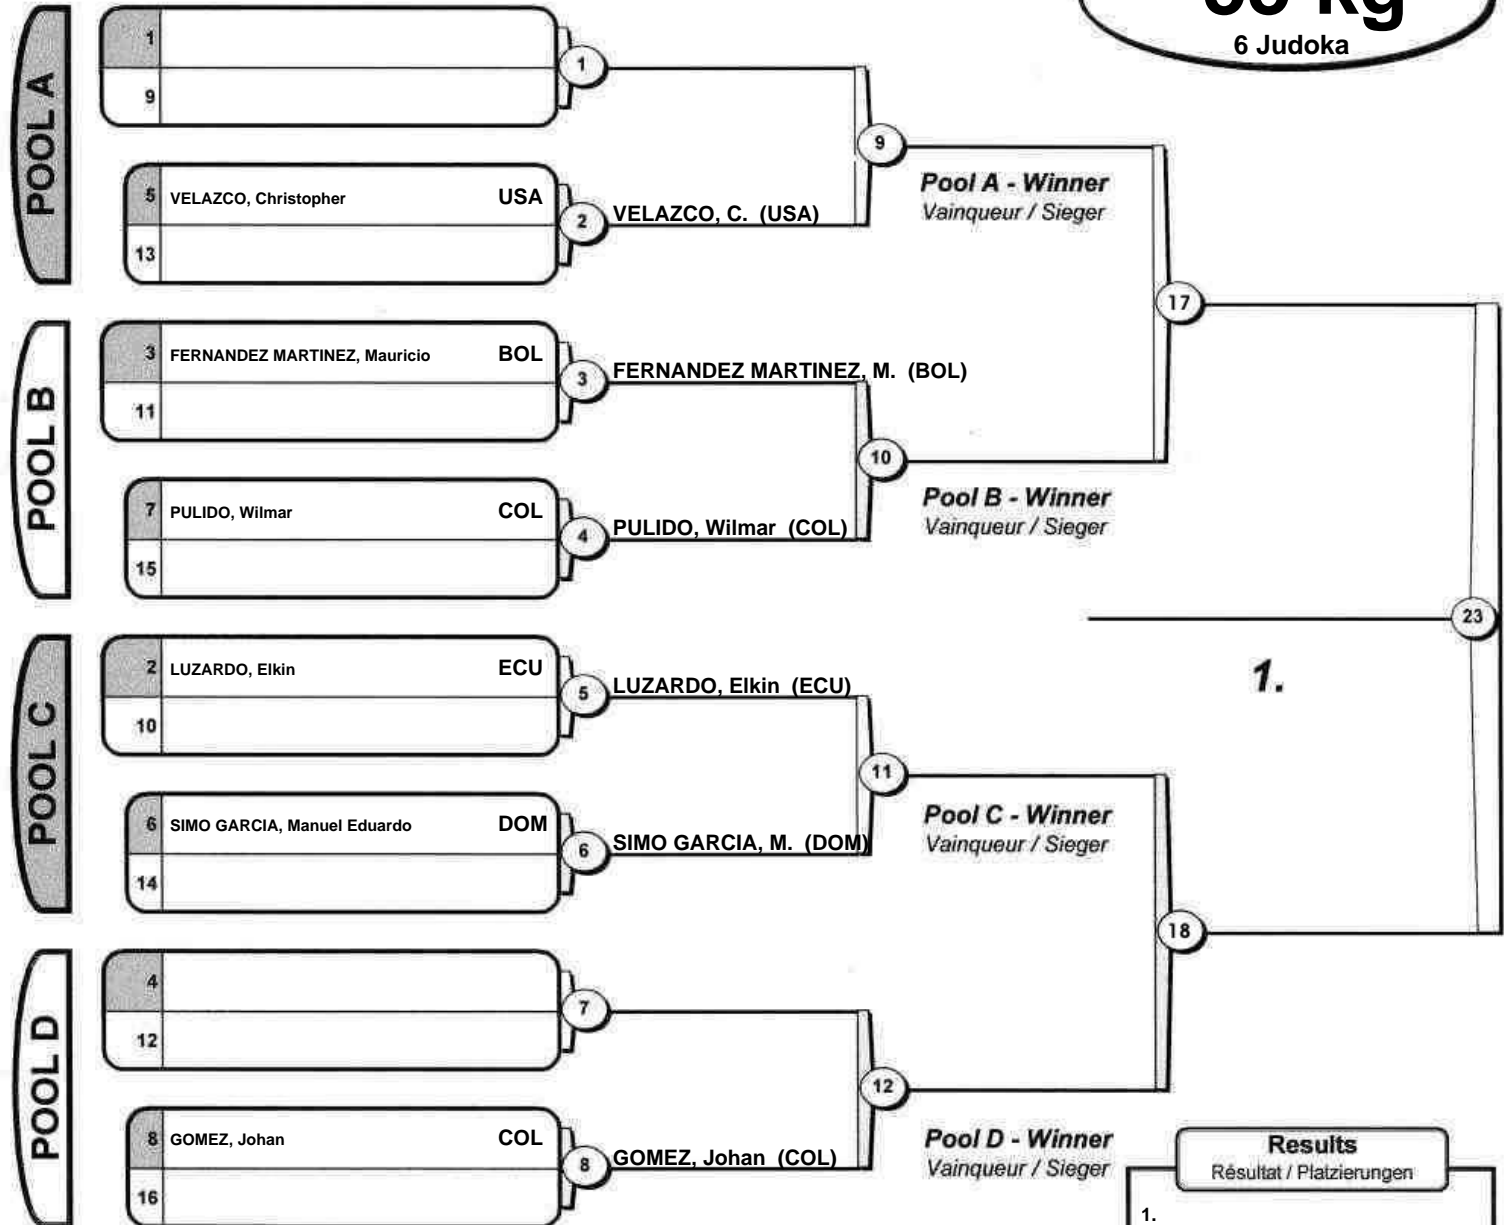 kg
6 Judoka
POOL A
1
9
1
5 VELAZCO, Christopher USA
13
2 VELAZCO, C. (USA)
9
Pool A - Winner
Vainqueur / Sieger
POOL B
3 FERNANDEZ MARTINEZ, Mauricio BOL
11
3 FERNANDEZ MARTINEZ, M. (BOL)
7 PULIDO, Wilmar COL
15
4 PULIDO, Wilmar (COL)
10
Pool B - Winner
Vainqueur / Sieger
17
POOL C
2 LUZARDO, Elkin ECU
10
5 LUZARDO, Elkin (ECU)
6 SIMO GARCIA, Manuel Eduardo DOM
14
6 SIMO GARCIA, M. (DOM)
11
Pool C - Winner
Vainqueur / Sieger
23
1.
POOL D
4
12
7
8 GOMEZ, Johan COL
16
8 GOMEZ, Johan (COL)
12
Pool D - Winner
Vainqueur / Sieger
18
Results
Résultat / Platzierungen
1.